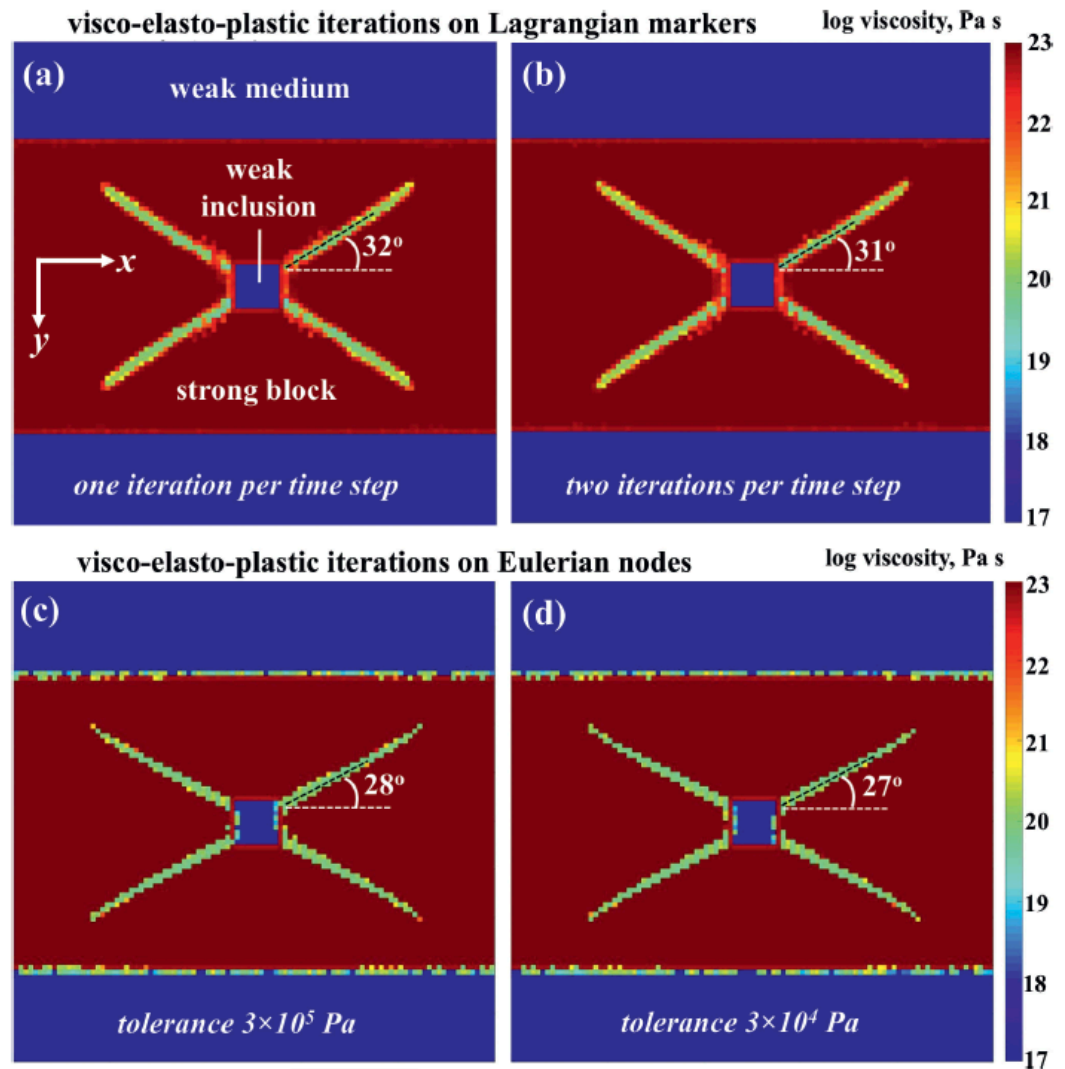 visco-elasto-plastic iterations on Lagrangian markers
log viscosity, Pa s
(a)
weak medium
weak
inclusion
32°
x
y
strong block
one iteration per time step
(b)
31°
two iterations per time step
23
22
21
20
19
18
17
visco-elasto-plastic iterations on Eulerian nodes
log viscosity, Pa s
(c)
28°
tolerance 3×10⁵ Pa
(d)
27°
tolerance 3×10⁴ Pa
23
22
21
20
19
18
17